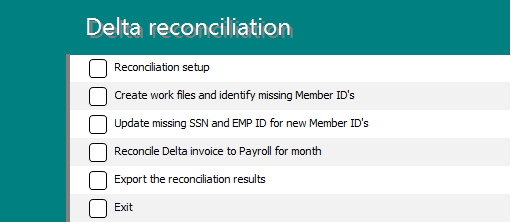 Delta reconciliation
Reconciliation setup
Create work files and identify missing Member ID's
Update missing SSN and EMP ID for new Member ID's
Reconcile Delta invoice to Payroll for month
Export the reconciliation results
Exit